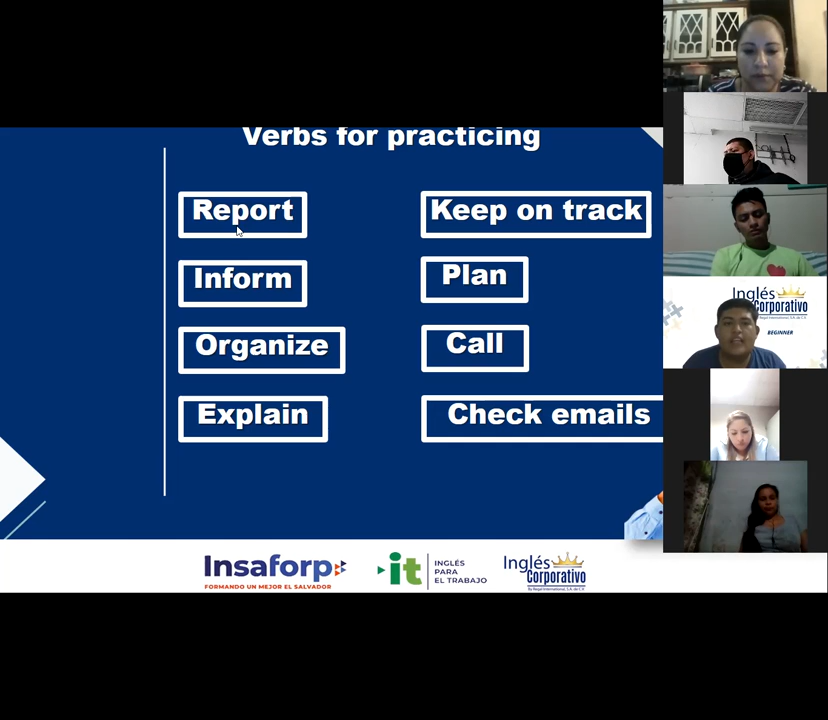 Verbs for practicing
Report
Keep on track
Inform
Plan
Organize
Call
Explain
Check emails
Insaforp
FORMANDO UN MEJOR EL SALVADOR
it
INGLÉS
PARA
EL TRABAJO
Inglés
Corporativo
Inglés
Corporativo
BEGINNER